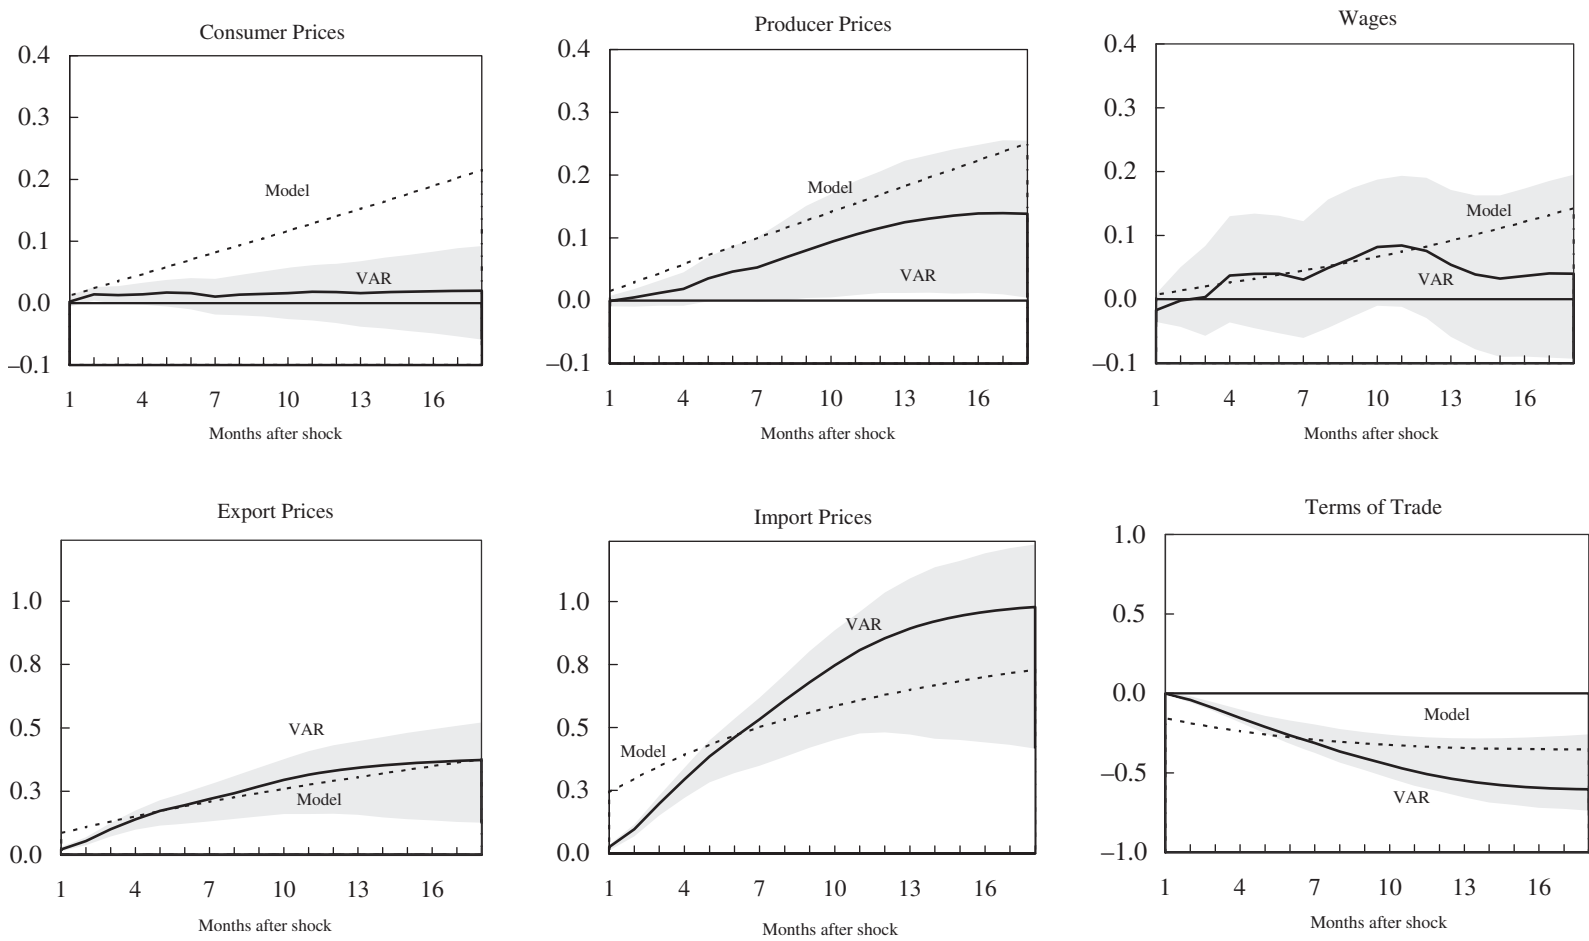 Consumer Prices
0.4
0.3
0.2
0.1
0.0
–0.1
Model
VAR
1 4 7 10 13 16
Months after shock
Producer Prices
0.4
0.3
0.2
0.1
0.0
–0.1
Model
VAR
1 4 7 10 13 16
Months after shock
Wages
0.4
0.3
0.2
0.1
0.0
–0.1
Model
VAR
1 4 7 10 13 16
Months after shock
Export Prices
1.0
0.8
0.5
0.3
0.0
VAR
Model
1 4 7 10 13 16
Months after shock
Import Prices
1.0
0.8
0.5
0.3
0.0
VAR
Model
1 4 7 10 13 16
Months after shock
Terms of Trade
1.0
0.5
0.0
–0.5
–1.0
Model
VAR
1 4 7 10 13 16
Months after shock